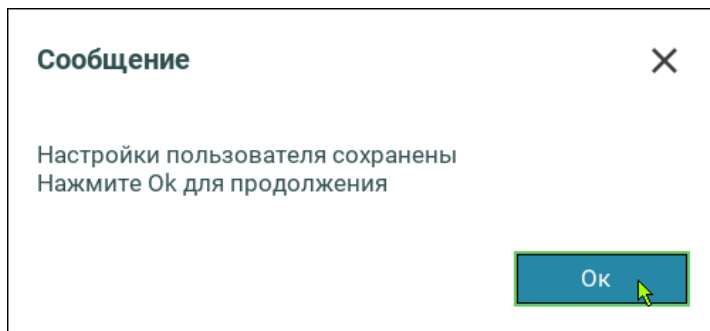 Сообщение
Настройки пользователя сохранены
Нажмите Ok для продолжения
Ок